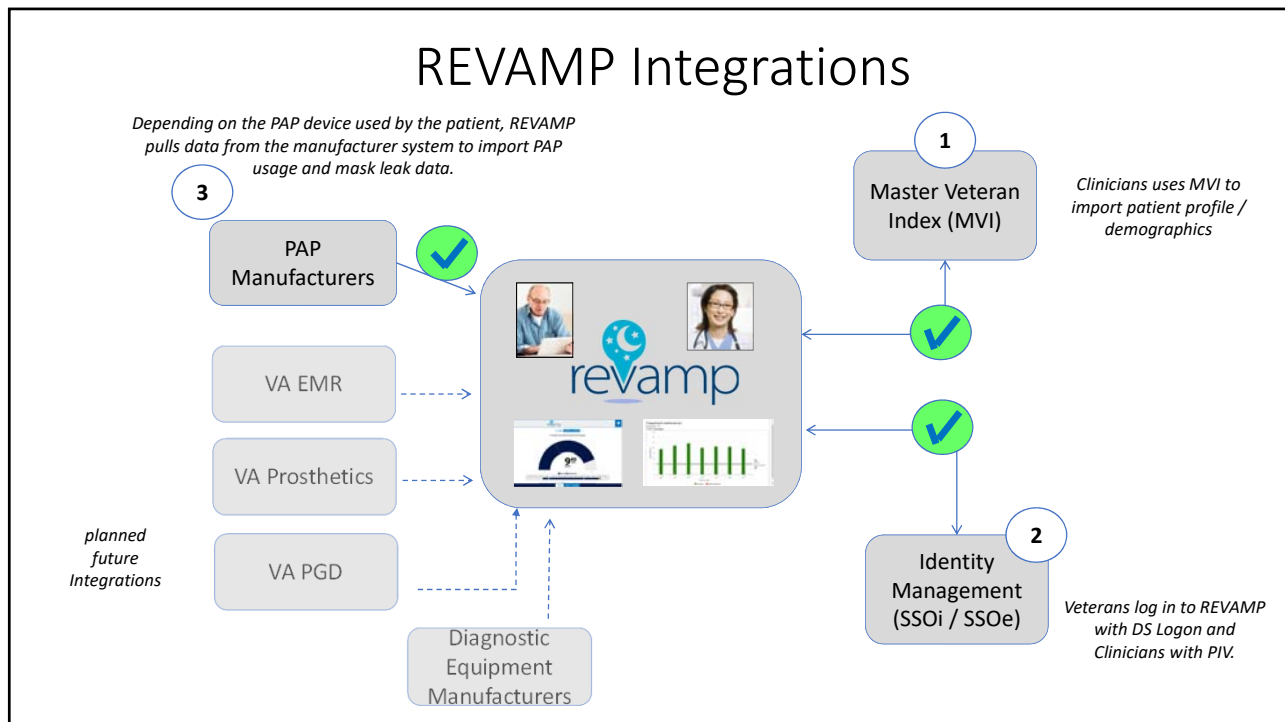 REVAMP Integrations
Depending on the PAP device used by the patient, REVAMP
pulls data from the manufacturer system to import PAP
usage and mask leak data.
3
PAP
Manufacturers
1
Master Veteran
Index (MVI)
Clinicians uses MVI to
import patient profile /
demographics
revamp
VA EMR
VA Prosthetics
VA PGD
planned
future
Integrations
Diagnostic
Equipment
Manufacturers
2
Identity
Management
(SSOi / SSOe)
Veterans log in to REVAMP
with DS Logon and
Clinicians with PIV.